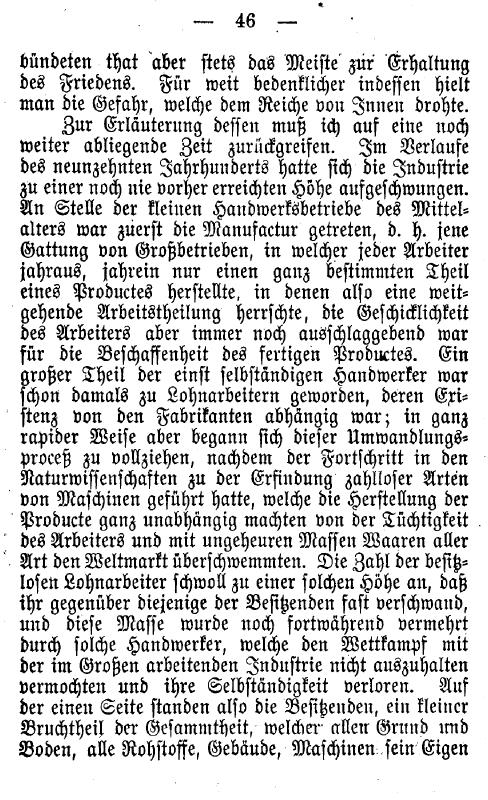 — 46 —
bündeten that aber stets das Meiste zur Erhaltung
des Friedens. Für weit bedenklicher indessen hielt
man die Gefahr, welche dem Reiche von Innen drohte.
Zur Erläuterung dessen muß ich auf eine noch
weiter abliegende Zeit zurückgreifen. Im Verlaufe
des neunzehnten Jahrhunderts hatte sich die Industrie
zu einer noch nie vorher erreichten Höhe aufgeschwungen.
An Stelle der kleinen Handwerksbetriebe des Mittel-
alters war zuerst die Manufactur getreten, d. h. jene
Gattung von Großbetrieben, in welcher jeder Arbeiter
jahraus, jahrein nur einen ganz bestimmten Theil
eines Productes herstellte, in denen also eine weit-
gehende Arbeitstheilung herrschte, die Geschicklichkeit
des Arbeiters aber immer noch ausschlaggebend war
für die Beschaffenheit des fertigen Productes. Ein
großer Theil der einst selbständigen Handwerker war
schon damals zu Lohnarbeitern geworden, deren Exi-
stenz von den Fabrikanten abhängig war; in ganz
rapider Weise aber begann sich dieser Umwandlungs-
proceß zu vollziehen, nachdem der Fortschritt in den
Naturwissenschaften zu der Erfindung zahlloser Arten
von Maschinen geführt hatte, welche die Herstellung der
Producte ganz unabhängig machten von der Tüchtigkeit
des Arbeiters und mit ungeheuren Massen Waaren aller
Art den Weltmarkt überschwemmten. Die Zahl der besitz-
losen Lohnarbeiter schwoll zu einer solchen Höhe an, daß
ihr gegenüber diejenige der Besitzenden fast verschwand,
und diese Masse wurde noch fortwährend vermehrt
durch solche Handwerker, welche den Wettkampf mit
der im Großen arbeitenden Industrie nicht auszuhalten
vermochten und ihre Selbständigkeit verloren. Auf
der einen Seite standen also die Besitzenden, ein kleiner
Bruchtheil der Gesammtheit, welcher allen Grund und
Boden, alle Rohstoffe, Gebäude, Maschinen sein Eigen